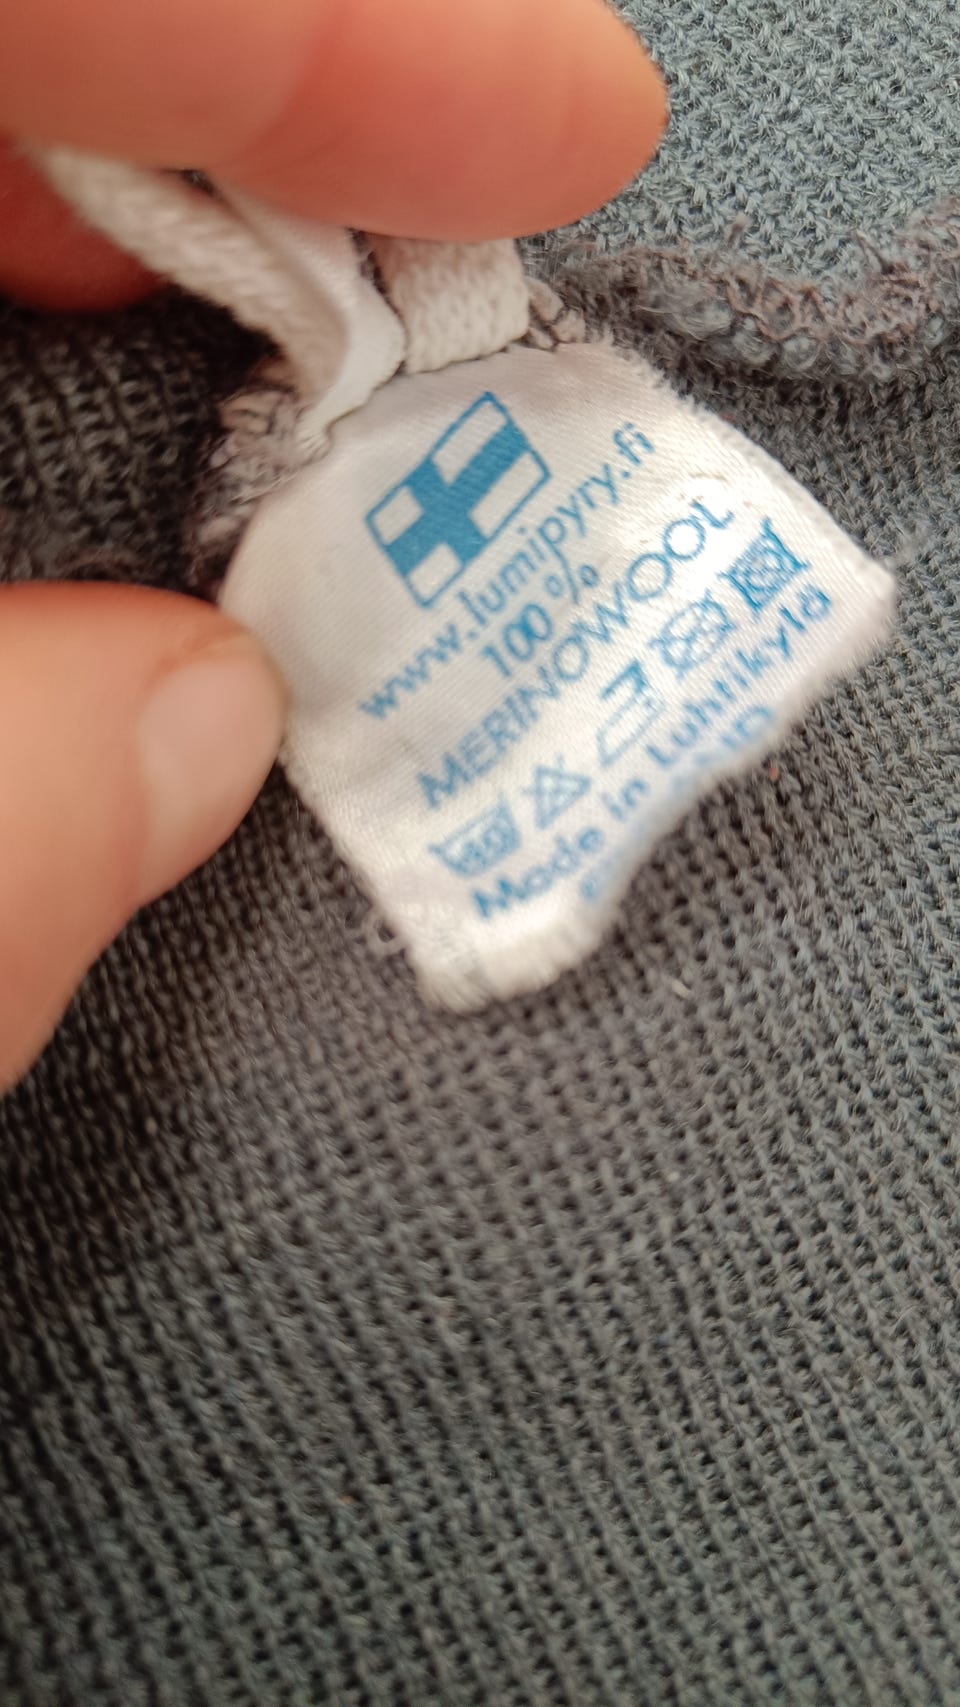 www.lumipyry.fi
100 %
MERINOWOOL
Made in Luhtikylä